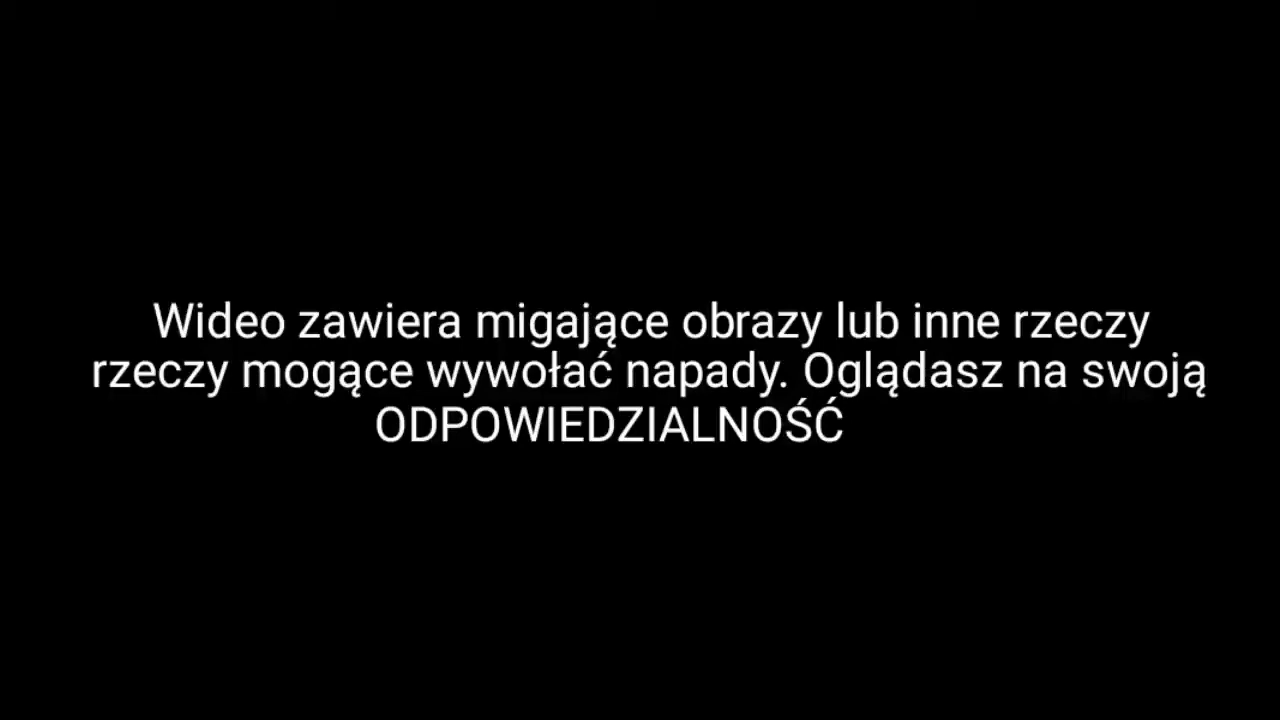 Wideo zawiera migające obrazy lub inne rzeczy
rzeczy mogące wywołać napady. Oglądasz na swoją
ODPOWIEDZIALNOŚĆ